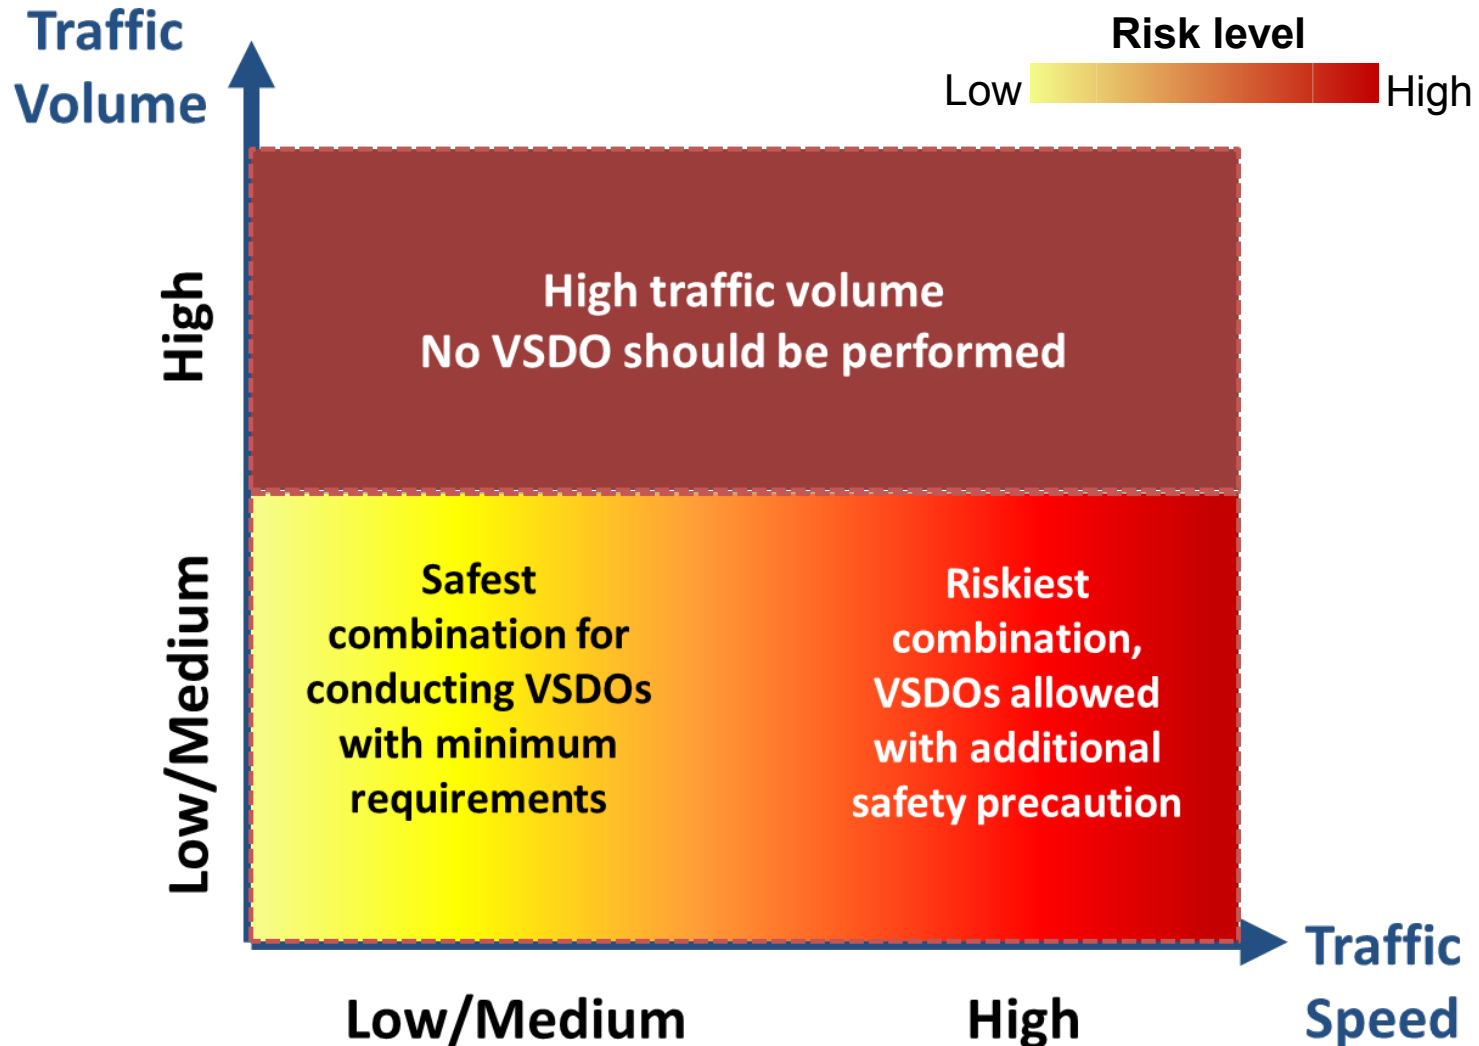 Traffic
Volume
Risk level
Low
High
High
High traffic volume
No VSDO should be performed
Low/Medium
Safest
combination for
conducting VSDOs
with minimum
requirements
Riskiest
combination,
VSDOs allowed
with additional
safety precaution
Low/Medium
High
Traffic
Speed